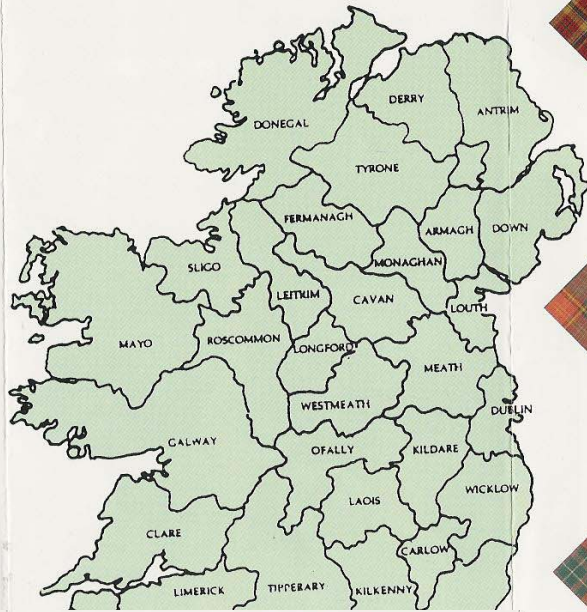 DERRY
ANTRIM
DONEGAL
TYRONE
FERMANAGH
ARMAGH
DOWN
MONAGHAN
SLIGO
LEITRIM
CAVAN
LOUTH
MAYO
ROSCOMMON
LONGFORD
MEATH
WESTMEATH
DUBLIN
GALWAY
OFALLY
KILDARE
WICKLOW
LAOIS
CLARE
CARLOW
LIMERICK
TIPPERARY
KILKENNY